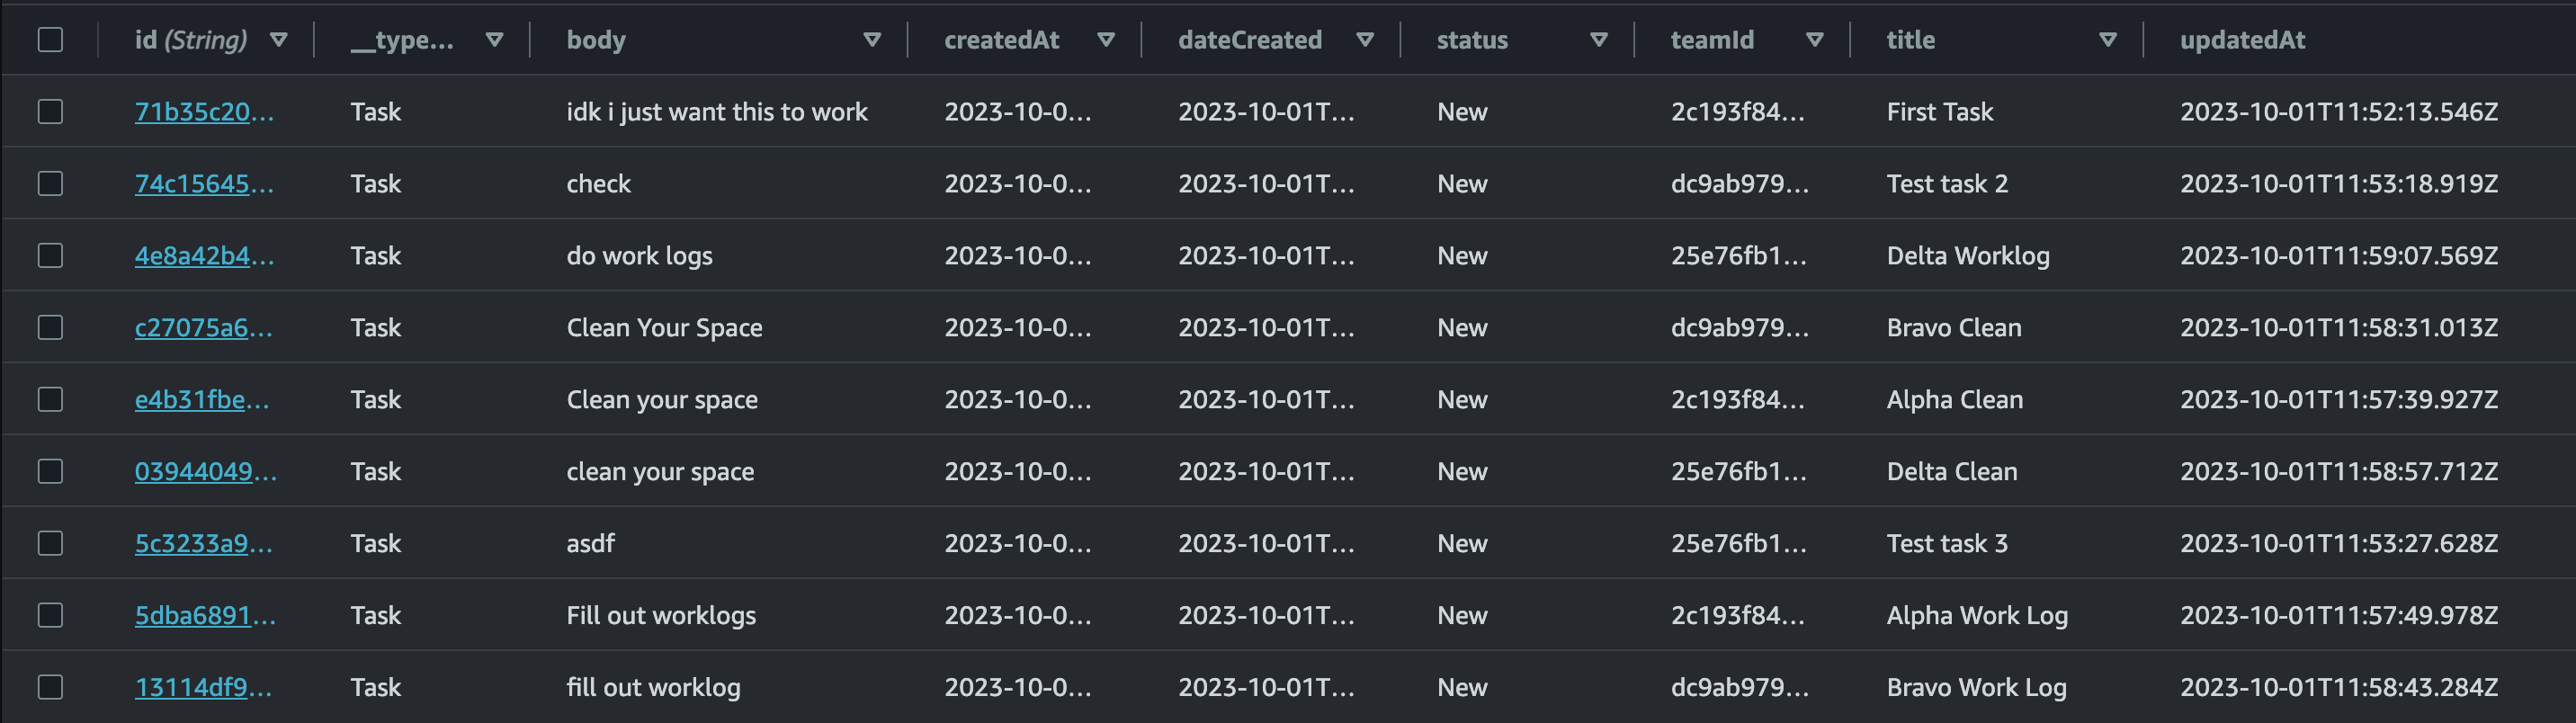 id (String) __type... body createdAt dateCreated status teamId title updatedAt
71b35c20... Task idk i just want this to work 2023-10-0... 2023-10-01T... New 2c193f84... First Task 2023-10-01T11:52:13.546Z
74c15645... Task check 2023-10-0... 2023-10-01T... New dc9ab979... Test task 2 2023-10-01T11:53:18.919Z
4e8a42b4... Task do work logs 2023-10-0... 2023-10-01T... New 25e76fb1... Delta Worklog 2023-10-01T11:59:07.569Z
c27075a6... Task Clean Your Space 2023-10-0... 2023-10-01T... New dc9ab979... Bravo Clean 2023-10-01T11:58:31.013Z
e4b31fbe... Task Clean your space 2023-10-0... 2023-10-01T... New 2c193f84... Alpha Clean 2023-10-01T11:57:39.927Z
03944049... Task clean your space 2023-10-0... 2023-10-01T... New 25e76fb1... Delta Clean 2023-10-01T11:58:57.712Z
5c3233a9... Task asdf 2023-10-0... 2023-10-01T... New 25e76fb1... Test task 3 2023-10-01T11:53:27.628Z
5dba6891... Task Fill out worklogs 2023-10-0... 2023-10-01T... New 2c193f84... Alpha Work Log 2023-10-01T11:57:49.978Z
13114df9... Task fill out worklog 2023-10-0... 2023-10-01T... New dc9ab979... Bravo Work Log 2023-10-01T11:58:43.284Z